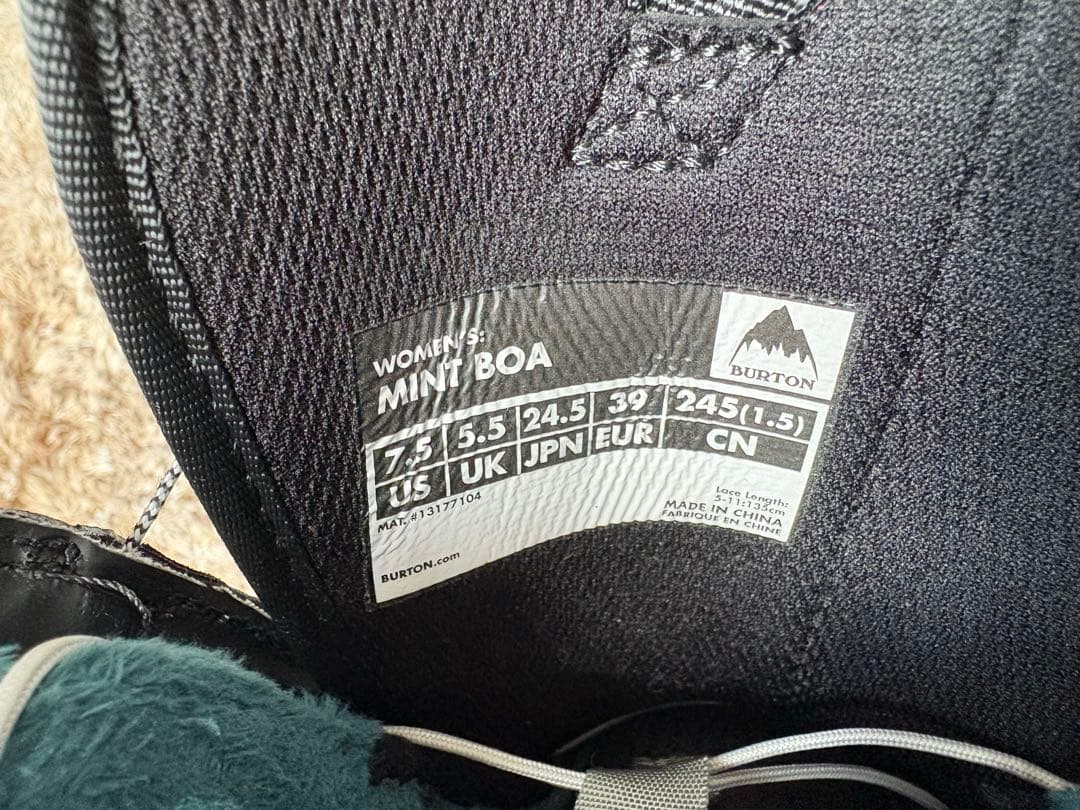 WOMEN'S:
MINT BOA
BURTON
7.5 5.5 24.5 39 245(1.5)
US UK JPN EUR CN
MAT. #13177104
Lace Length:
5-11:135cm
MADE IN CHINA
FABRIQUE EN CHINE
BURTON.com